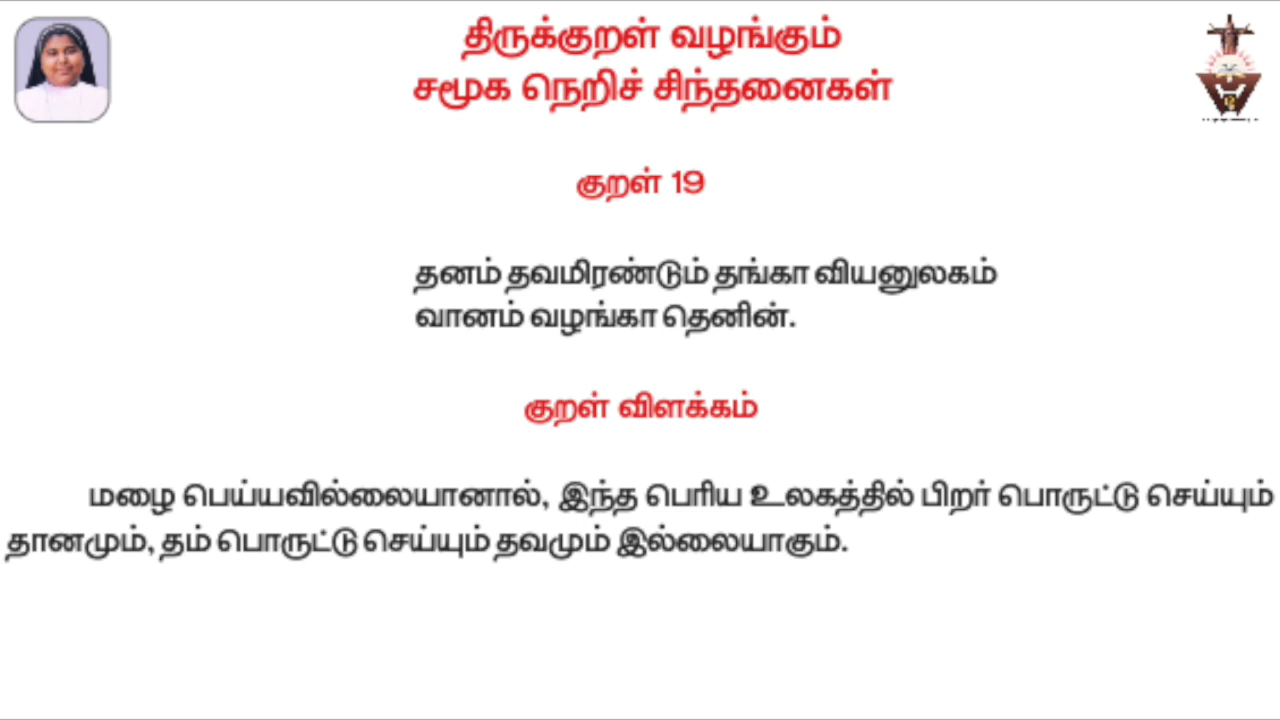 திருக்குறள் வழங்கும்
சமூக நெறிச் சிந்தனைகள்
குறள் 19
தனம் தவமிரண்டும் தங்கா வியனுலகம்
வானம் வழங்கா தெனின்.
குறள் விளக்கம்
மழை பெய்யவில்லையானால், இந்த பெரிய உலகத்தில் பிறர் பொருட்டு செய்யும்
தானமும், தம் பொருட்டு செய்யும் தவமும் இல்லையாகும்.